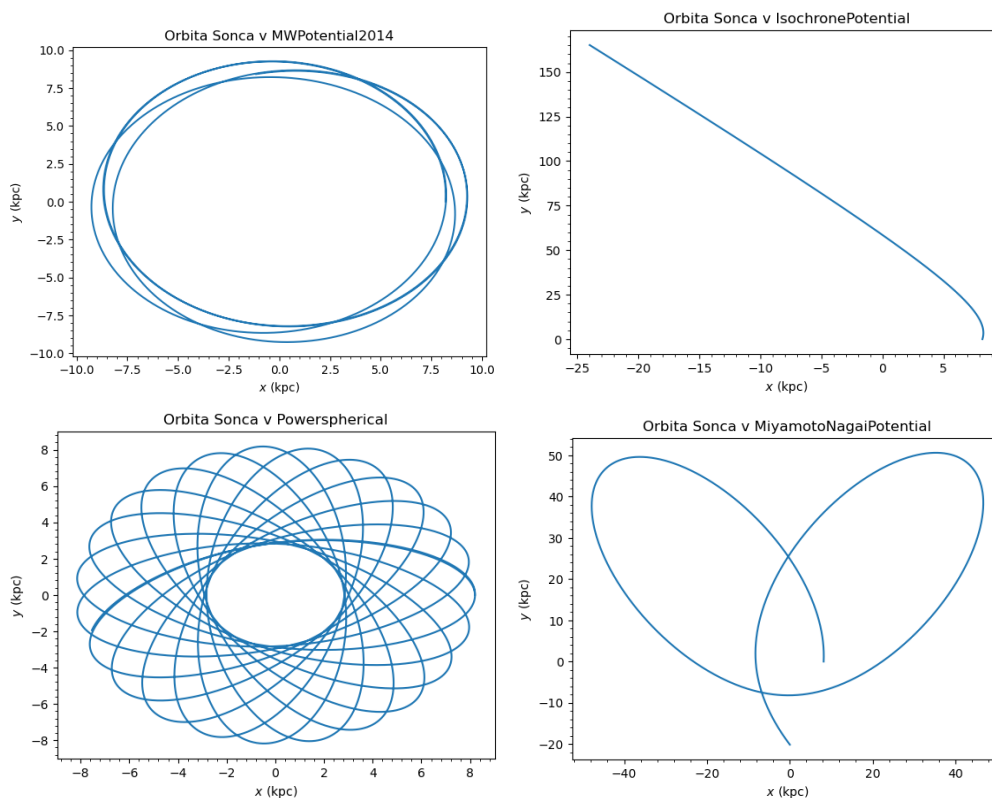 Orbita Sonca v MWPotential2014
10.0
7.5
5.0
2.5
0.0
−2.5
−5.0
−7.5
−10.0
y (kpc)
−10.0 −7.5 −5.0 −2.5 0.0 2.5 5.0 7.5 10.0
x (kpc)
Orbita Sonca v IsochronePotential
150
125
100
75
50
25
0
y (kpc)
−25 −20 −15 −10 −5 0 5
x (kpc)
Orbita Sonca v Powerspherical
8
6
4
2
0
−2
−4
−6
−8
y (kpc)
−8 −6 −4 −2 0 2 4 6 8
x (kpc)
Orbita Sonca v MiyamotoNagaiPotential
50
40
30
20
10
0
−10
−20
y (kpc)
−40 −20 0 20 40
x (kpc)